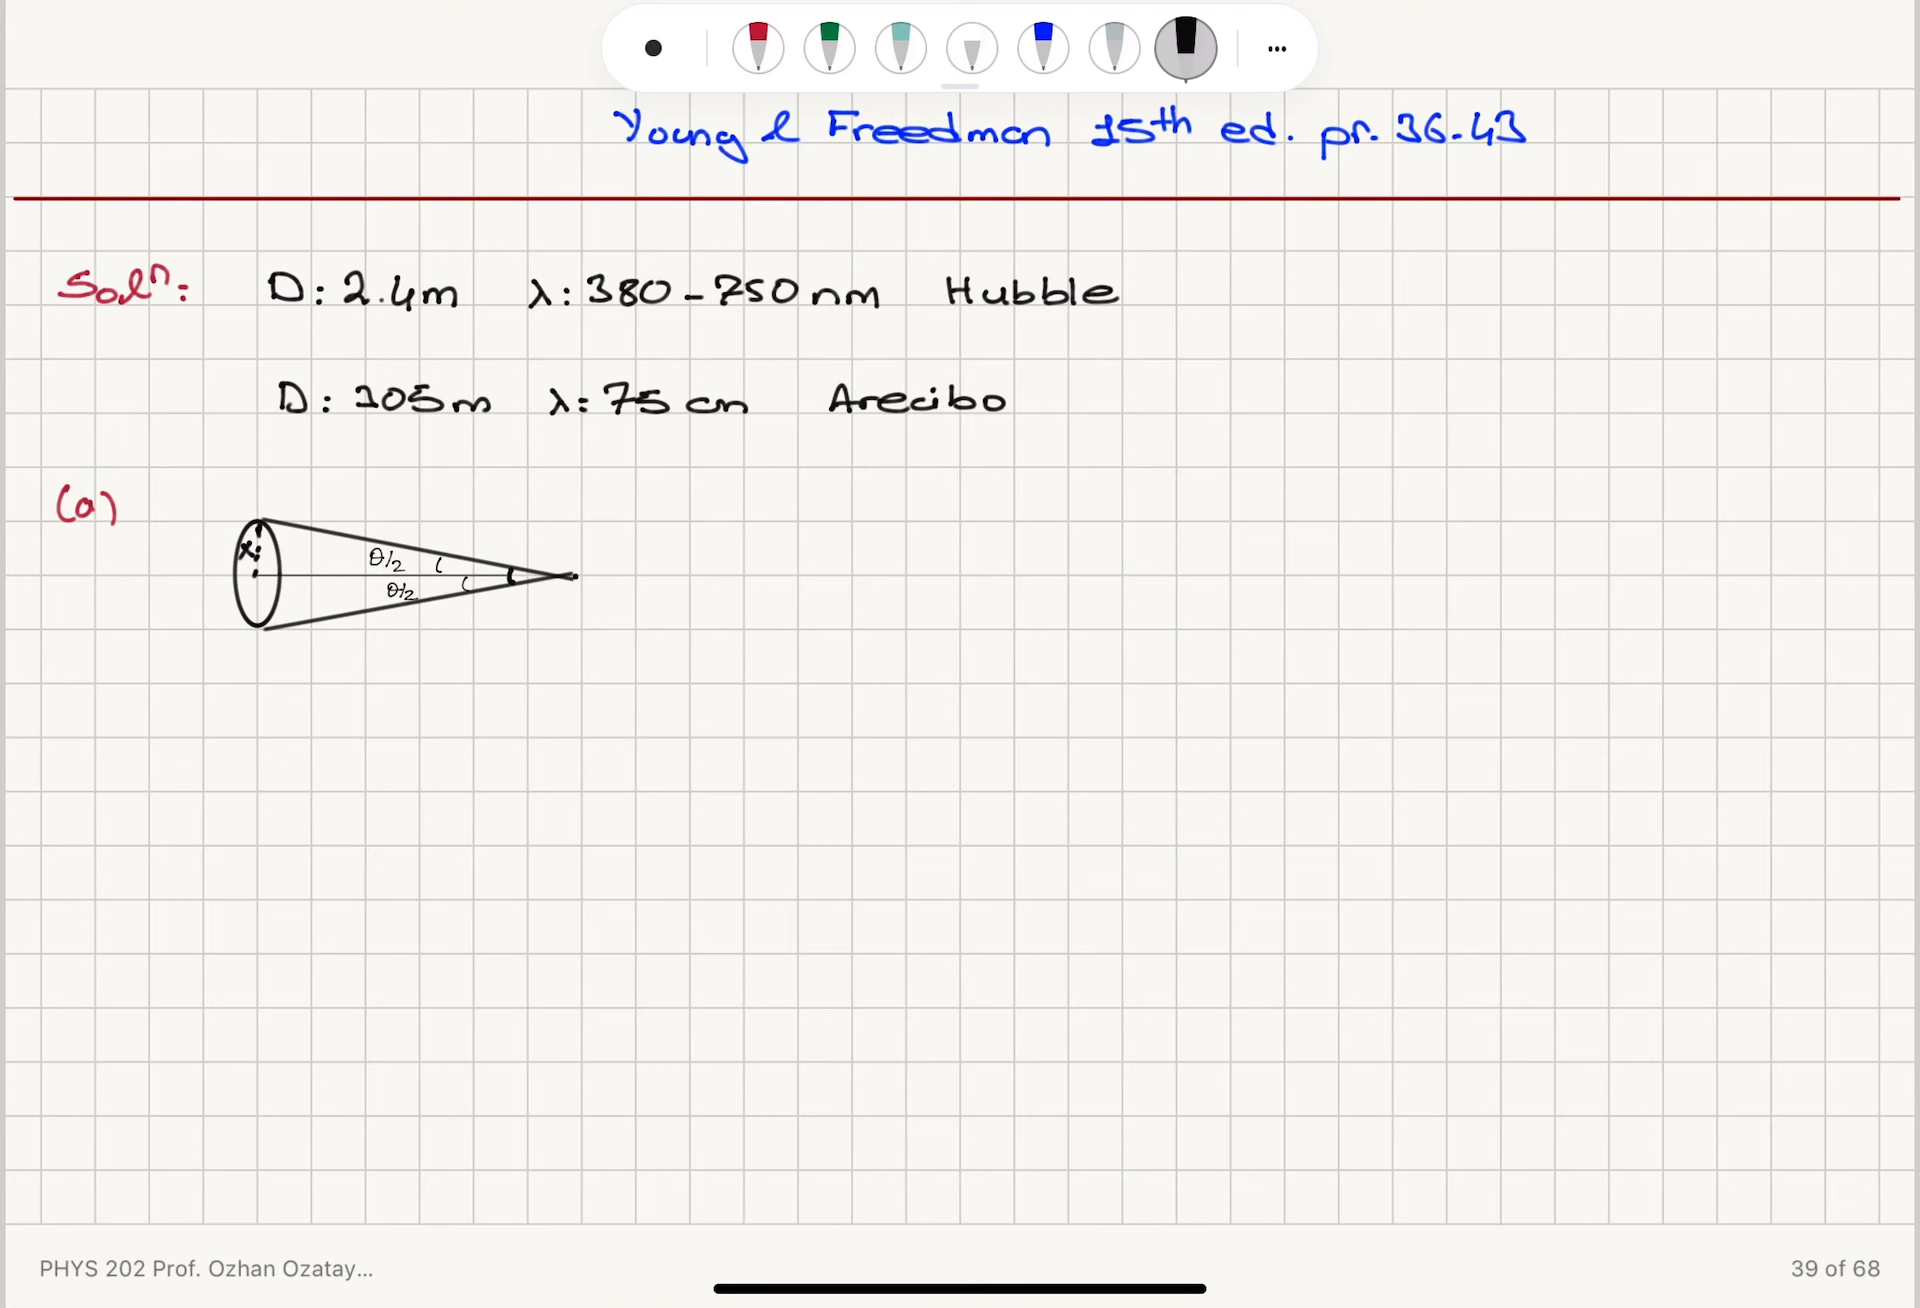 Young & Freedman 15th ed. pr. 36-43
Solⁿ: D: 2.4m λ: 380-750 nm Hubble
D: 305m λ: 75 cm Arecibo
(a)
x
θ/2
θ/2
PHYS 202 Prof. Ozhan Ozatay...
39 of 68